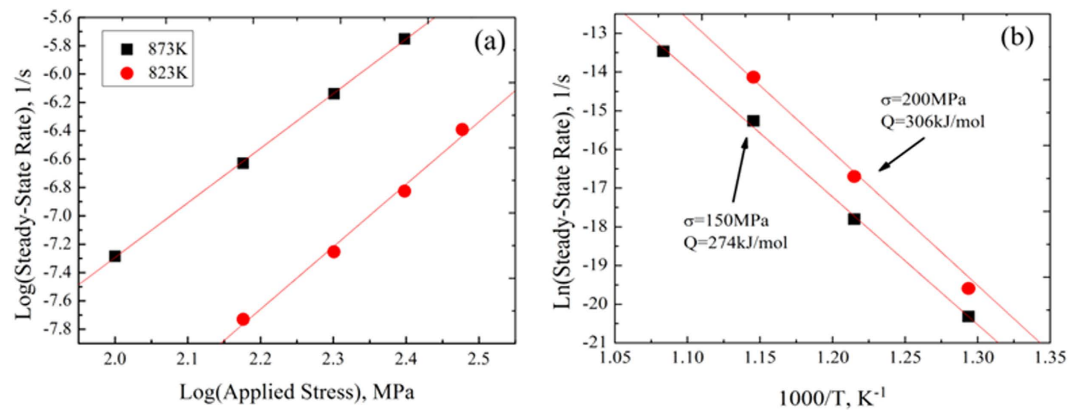 (a)
873K
823K
Log(Steady-State Rate), 1/s
-5.6
-5.8
-6.0
-6.2
-6.4
-6.6
-6.8
-7.0
-7.2
-7.4
-7.6
-7.8
2.0 2.1 2.2 2.3 2.4 2.5
Log(Applied Stress), MPa
(b)
Ln(Steady-State Rate), 1/s
-13
-14
-15
-16
-17
-18
-19
-20
-21
σ=200MPa
Q=306kJ/mol
σ=150MPa
Q=274kJ/mol
1.05 1.10 1.15 1.20 1.25 1.30 1.35
1000/T, K⁻¹